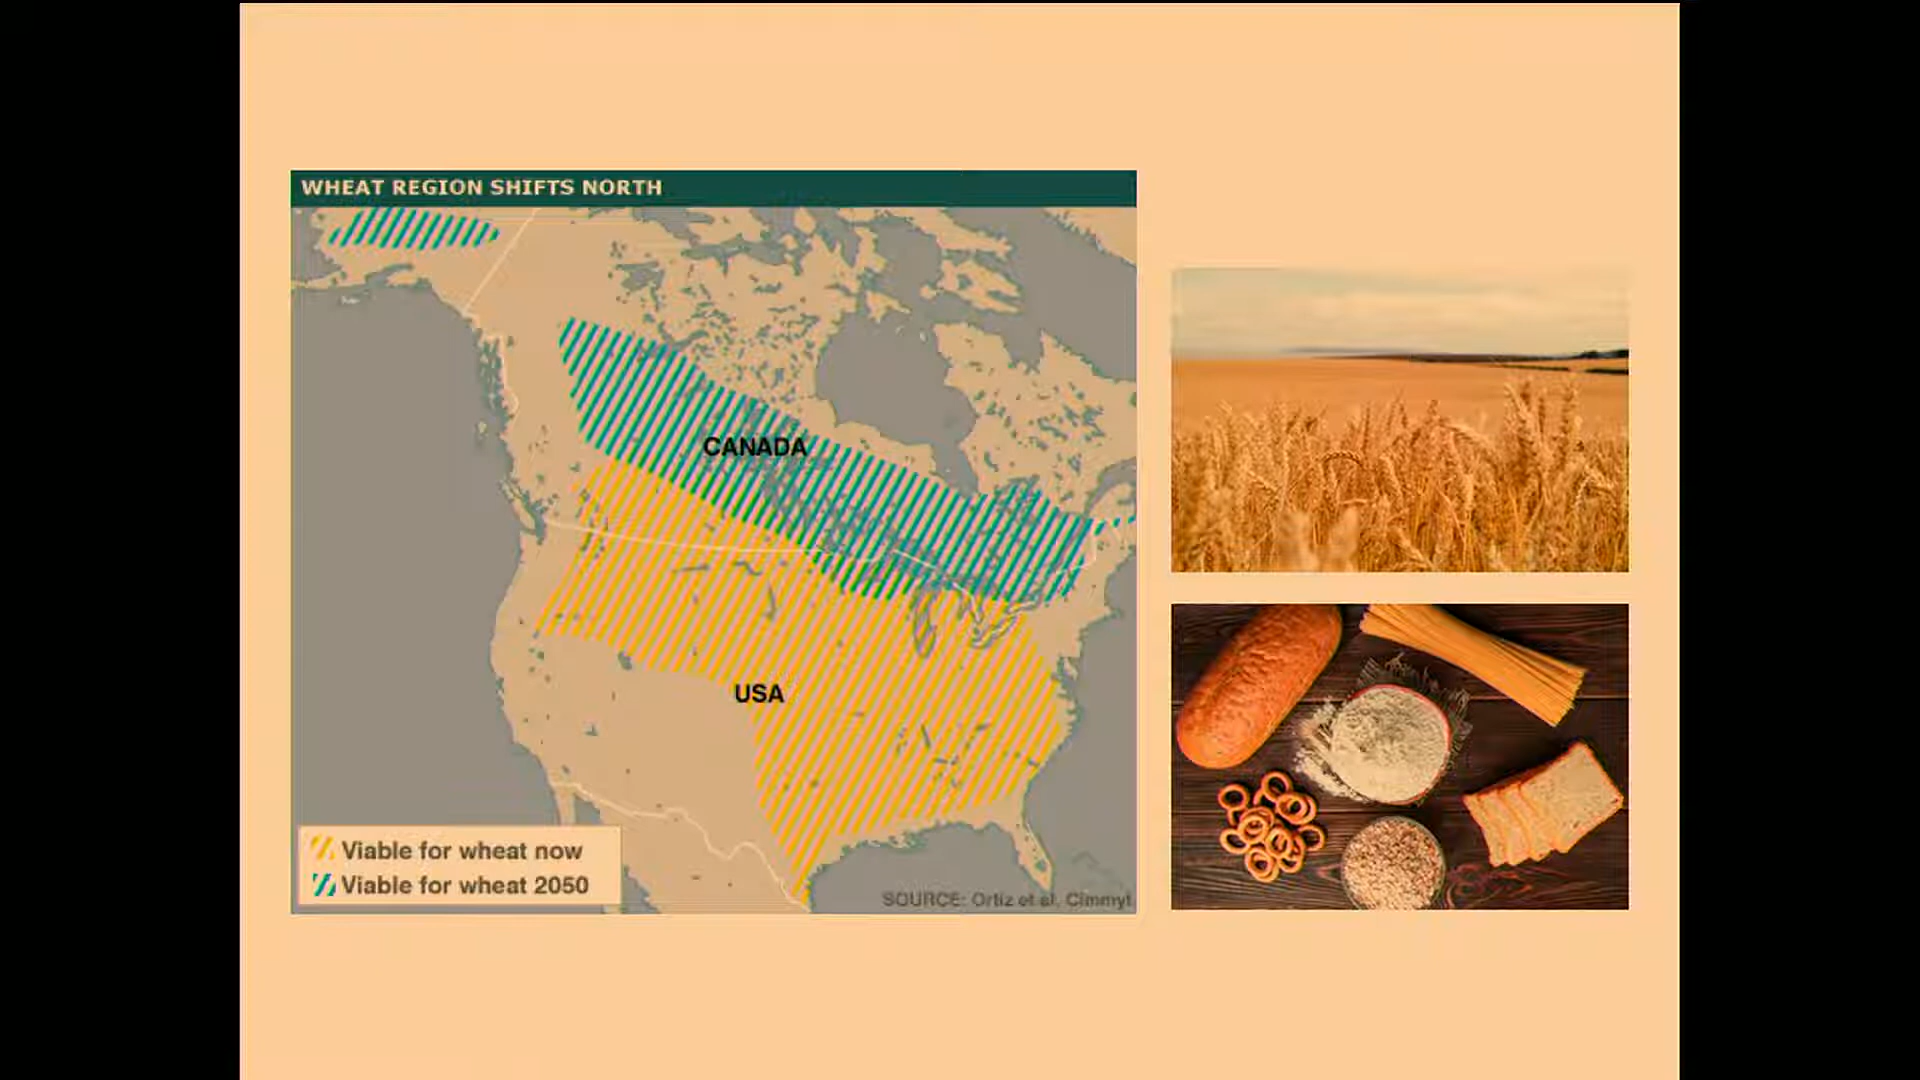 WHEAT REGION SHIFTS NORTH
CANADA
USA
Viable for wheat now
Viable for wheat 2050
SOURCE: Ortiz et al. Cimmyt